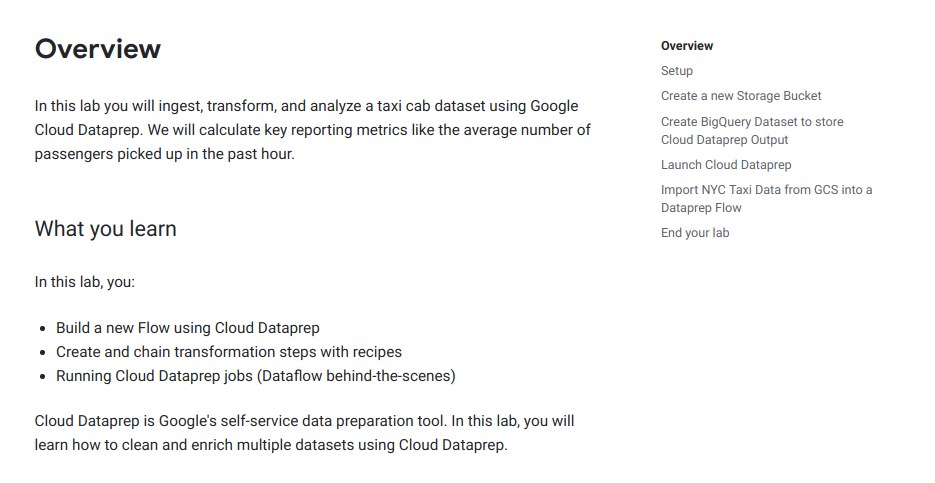 Overview
In this lab you will ingest, transform, and analyze a taxi cab dataset using Google
Cloud Dataprep. We will calculate key reporting metrics like the average number of
passengers picked up in the past hour.
What you learn
In this lab, you:
Build a new Flow using Cloud Dataprep
Create and chain transformation steps with recipes
Running Cloud Dataprep jobs (Dataflow behind-the-scenes)
Cloud Dataprep is Google's self-service data preparation tool. In this lab, you will
learn how to clean and enrich multiple datasets using Cloud Dataprep.
Overview
Setup
Create a new Storage Bucket
Create BigQuery Dataset to store
Cloud Dataprep Output
Launch Cloud Dataprep
Import NYC Taxi Data from GCS into a
Dataprep Flow
End your lab